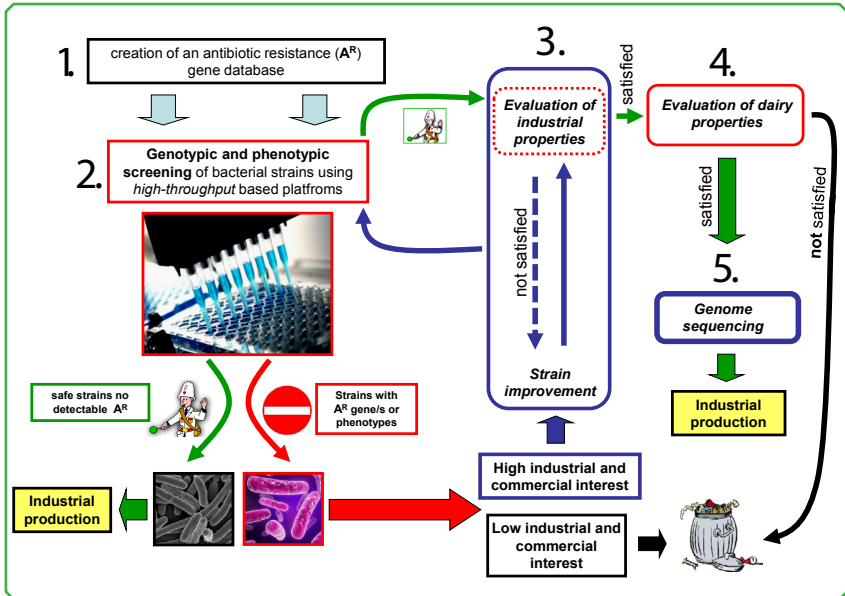 1.
creation of an antibiotic resistance (Aᴿ)
gene database
2.
Genotypic and phenotypic
screening of bacterial strains using
high-throughput based platfroms
safe strains no
detectable Aᴿ
Strains with
Aᴿ gene/s or
phenotypes
Industrial
production
3.
Evaluation of
industrial
properties
satisfied
not satisfied
Strain
improvement
High industrial and
commercial interest
Low industrial and
commercial
interest
4.
Evaluation of dairy
properties
satisfied
not satisfied
5.
Genome
sequencing
Industrial
production